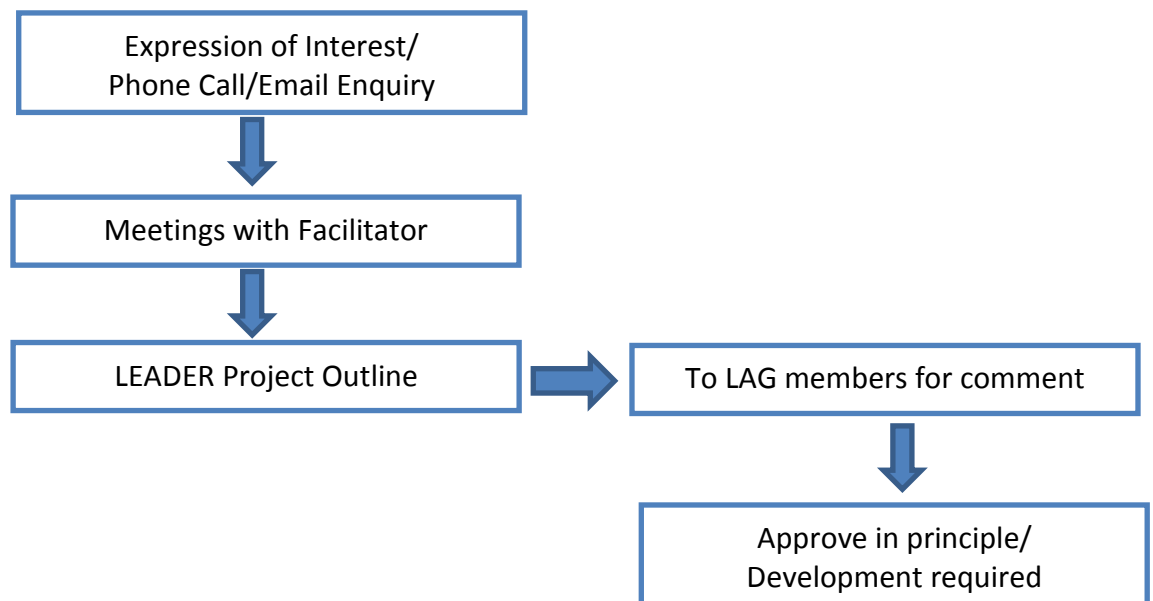 Expression of Interest/
Phone Call/Email Enquiry
Meetings with Facilitator
LEADER Project Outline
To LAG members for comment
Approve in principle/
Development required